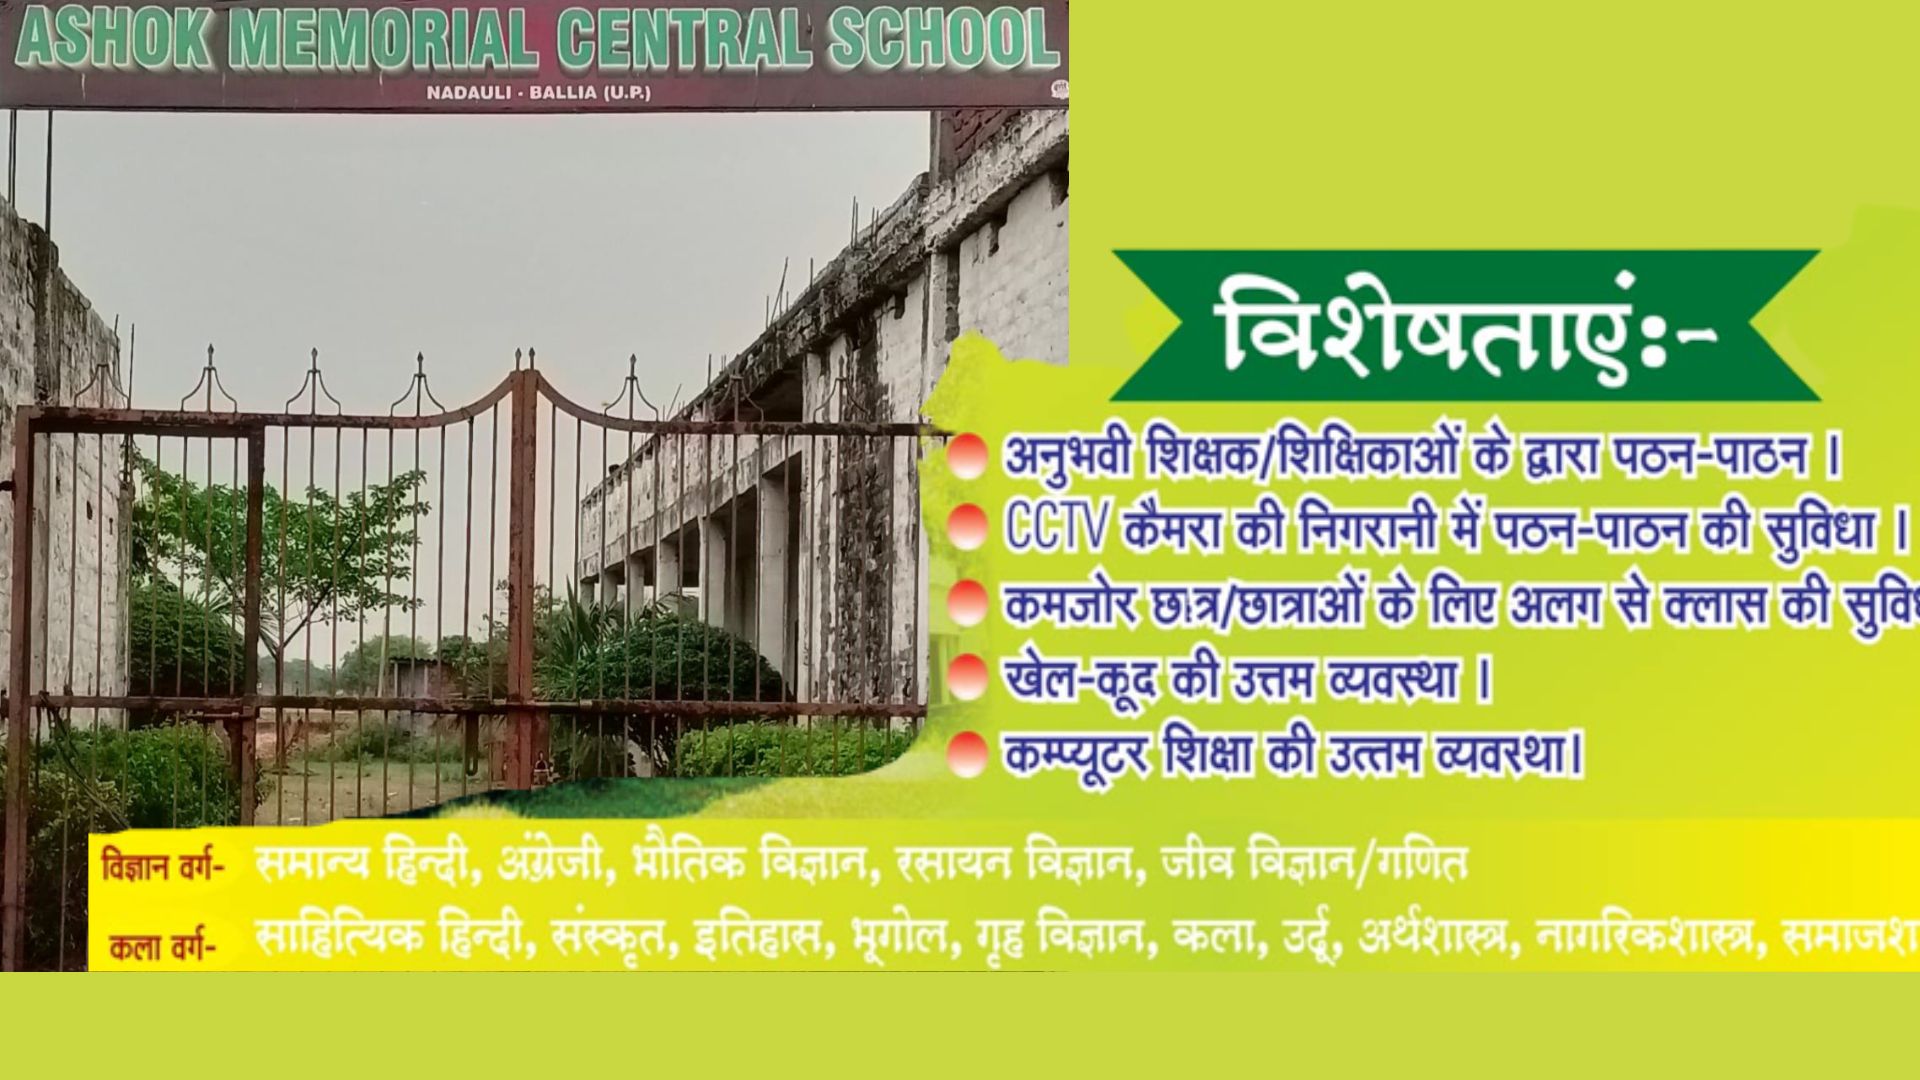 ASHOK MEMORIAL CENTRAL SCHOOL
NADAULI - BALLIA (U.P.)
विशेषताएं:-
अनुभवी शिक्षक/शिक्षिकाओं के द्वारा पठन-पाठन ।
CCTV कैमरा की निगरानी में पठन-पाठन की सुविधा ।
कमजोर छात्र/छात्राओं के लिए अलग से क्लास की
खेल-कूद की उत्तम व्यवस्था ।
कम्प्यूटर शिक्षा की उत्तम व्यवस्था।
विज्ञान वर्ग- समान्य हिन्दी, अंग्रेजी, भौतिक विज्ञान, रसायन विज्ञान, जीव विज्ञान/गणित
कला वर्ग- साहित्यिक हिन्दी, संस्कृत, इतिहास, भूगोल, गृह विज्ञान, कला, उर्दू, अर्थशास्त्र, नागरिकशास्त्र,